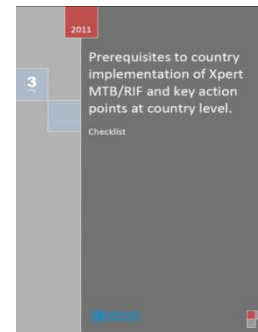 2011
Prerequisites to country
implementation of Xpert
MTB/RIF and key action
points at country level.
3
Checklist